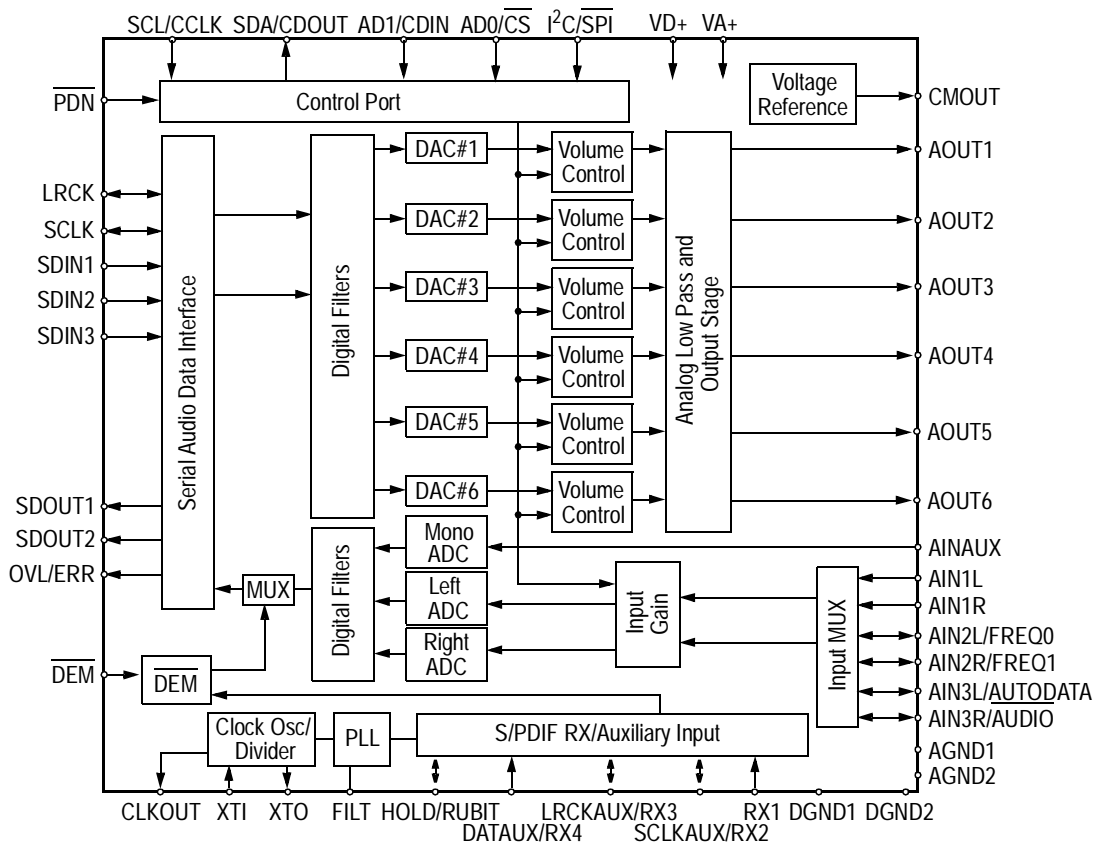 SCL/CCLK SDA/CDOUT AD1/CDIN AD0/CS I²C/SPI VD+ VA+
PDN
Control Port
Voltage
Reference
CMOUT
LRCK
SCLK
SDIN1
SDIN2
SDIN3
SDOUT1
SDOUT2
OVL/ERR
Serial Audio Data Interface
Digital Filters
DAC#1
DAC#2
DAC#3
DAC#4
DAC#5
DAC#6
Volume
Control
Volume
Control
Volume
Control
Volume
Control
Volume
Control
Volume
Control
Analog Low Pass and
Output Stage
AOUT1
AOUT2
AOUT3
AOUT4
AOUT5
AOUT6
MUX
Digital Filters
Mono
ADC
Left
ADC
Right
ADC
Input
Gain
Input MUX
AINAUX
AIN1L
AIN1R
AIN2L/FREQ0
AIN2R/FREQ1
AIN3L/AUTODATA
AIN3R/AUDIO
AGND1
AGND2
DEM
DEM
Clock Osc/
Divider
PLL
S/PDIF RX/Auxiliary Input
CLKOUT XTI XTO FILT HOLD/RUBIT LRCKAUX/RX3 RX1 DGND1 DGND2
DATAUX/RX4 SCLKAUX/RX2